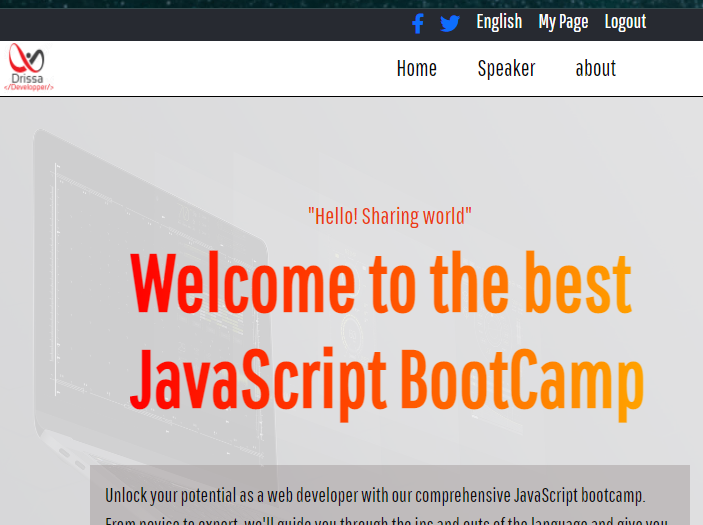 English My Page Logout
Drissa
</Developper/>
Home Speaker about
"Hello! Sharing world"
Welcome to the best
JavaScript BootCamp
Unlock your potential as a web developer with our comprehensive JavaScript bootcamp.
From novice to expert, we'll guide you through the ins and outs of the language and give you